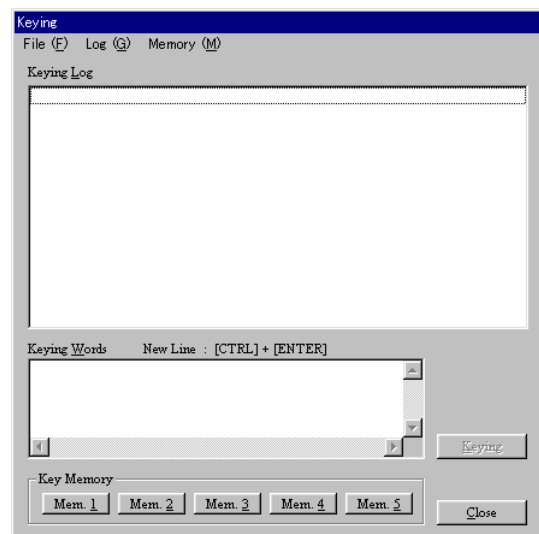 Keying
File (F) Log (G) Memory (M)
Keying Log
Keying Words New Line : [CTRL] + [ENTER]
Keying
Key Memory
Mem. 1 Mem. 2 Mem. 3 Mem. 4 Mem. 5
Close